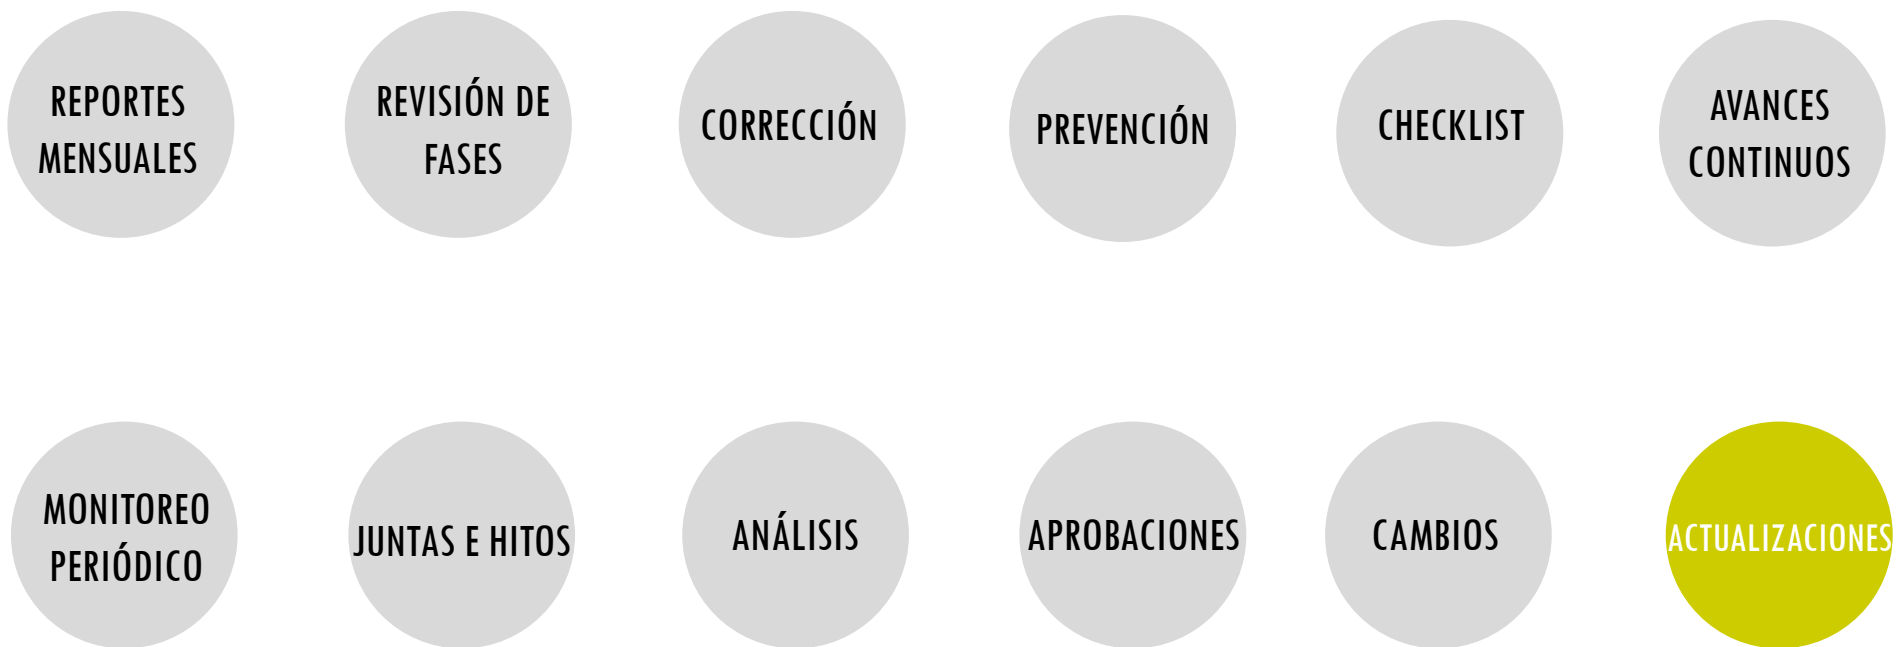 REPORTES
MENSUALES
REVISIÓN DE
FASES
CORRECCIÓN
PREVENCIÓN
CHECKLIST
AVANCES
CONTINUOS
MONITOREO
PERIÓDICO
JUNTAS E HITOS
ANÁLISIS
APROBACIONES
CAMBIOS
ACTUALIZACIONES